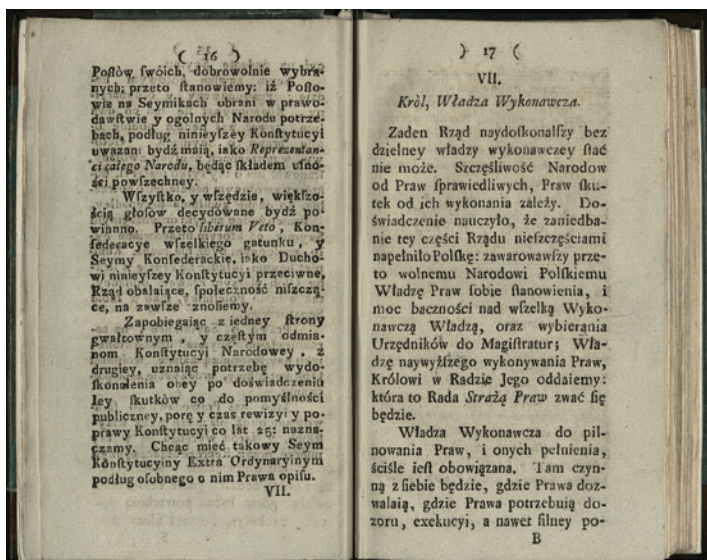 ( 16 )
Poſłów ſwóich, dobrowolnie wybra-
nych; przeto ſtanowiemy: iż Poſło-
wie na Seymikach obrani w prawo-
dawſtwie y ogolnych Narodu potrze-
bach, podług ninieyſzéy Konſtytucyi
uwazani bydź maią, iako Reprezentan-
ci całego Narodu, będąc ſkładem ufno-
ści powſzechney.
Wſzyſtko, y wſzędzie, większo-
ścią głoſów decydówane bydź po-
winno. Przeto liberum Veto, Kon-
federacye wſzelkiego gatunku, y
Seymy Konfederackie, iako Ducho-
wi ninieyſzey Konſtytucyi przeciwne,
Rząd obalaiące, ſpołeczność niſzczą-
ce, na zawſze znoſiemy.
Zapobiegaiąc z iedney ſtrony
gwałtownym, y częſtym odmia-
nom Konſtytucyi Narodowey, z
drugiey, uznaiąc potrzebę wydo-
ſkonalenia oney po doświadczeniu
Iey ſkutków co do pomyślności
publiczney, porę y czas rewizyi y po-
prawy Konſtytucyi co lat 25: nazna-
czamy. Chcąc mieć takowy Seym
Konſtytucyiny Extra Ordynaryinym
podług oſobnego o nim Prawa opiſu.
VII.
) 17 (
VII.
Król, Władza Wykonawcza.
Zaden Rząd naydoſkonalſzy bez
dzielney władzy wykonawczey ſtać
nie może. Szczęśliwość Narodow
od Praw ſprawiedliwych, Praw ſku-
tek od ich wykonania zależy. Do-
świadczenie nauczyło, że zaniedba-
nie tey części Rządu nieſzczęściami
napełniło Polſkę: zawarowawſzy prze-
to wolnemu Narodowi Polſkiemu
Władzę Praw ſobie ſtanowienia, i
moc baczności nad wſzelką Wyko-
nawczą Władzą, oraz wybierania
Urzędników do Magiſtratur; Wła-
dzę naywyżſzego wykonywania Praw,
Królowi w Radzie Jego oddaiemy:
która to Rada Strażą Praw zwać ſię
będzie.
Władza Wykonawcza do pil-
nowania Praw, i onych pełnienia,
ściśle ieſt obowiązana. Tam czyn-
ną z ſiebie będzie, gdzie Prawa doz-
walaią, gdzie Prawa potrzebuią do-
zoru, exekucyi, a nawet ſilney po-
B